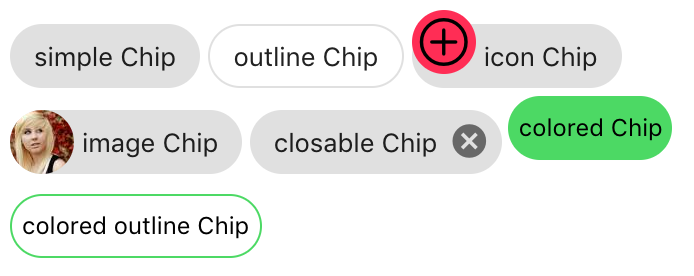 simple Chip
outline Chip
icon Chip
image Chip
closable Chip
colored Chip
colored outline Chip